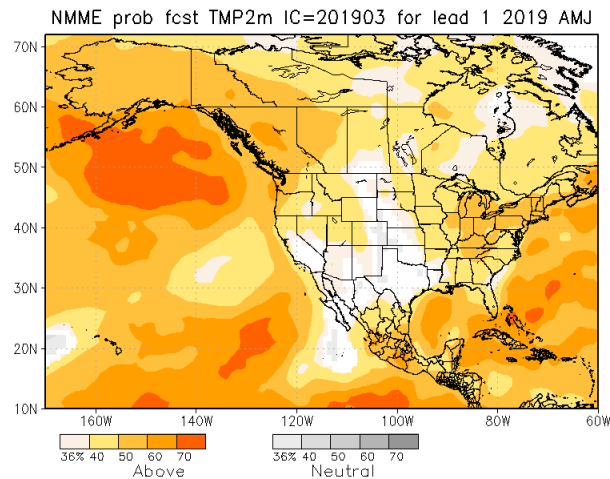 NMME prob fcst TMP2m IC=201903 for lead 1 2019 AMJ
70N
60N
50N
40N
30N
20N
10N
160W 140W 120W 100W 80W 60W
36% 40 50 60 70 36% 40 50 60 70
Above Neutral